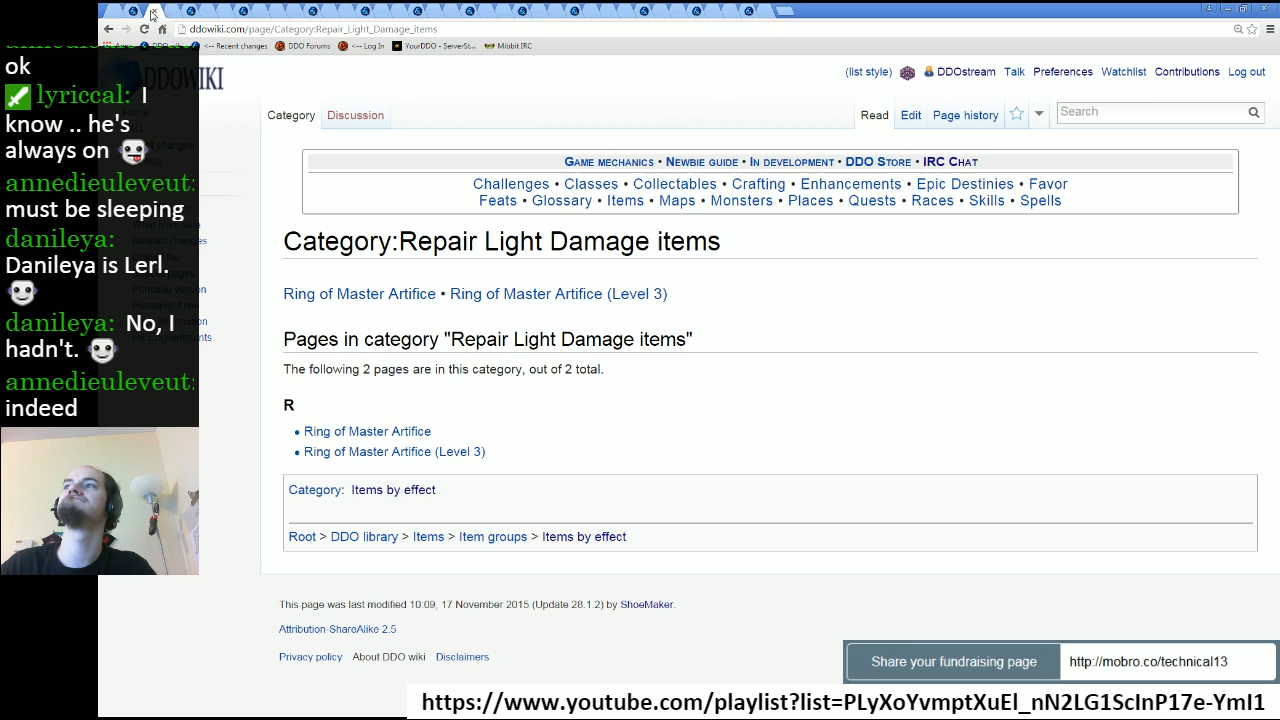 ddowiki.com/page/Category:Repair_Light_Damage_items
<-- Recent changes
DDO Forums
<-- Log In
YourDDO - ServerSt...
Mibbit IRC
ok
lyriccal: I
know .. he's
always on
annedieuleveut:
must be sleeping
danileya:
Danileya is Lerl.
danileya: No, I
hadn't.
annedieuleveut:
indeed
DDOWIKI
(list style)
DDOstream
Talk
Preferences
Watchlist
Contributions
Log out
Category
Discussion
Read
Edit
Page history
Search
Game mechanics • Newbie guide • In development • DDO Store • IRC Chat
Challenges • Classes • Collectables • Crafting • Enhancements • Epic Destinies • Favor
Feats • Glossary • Items • Maps • Monsters • Places • Quests • Races • Skills • Spells
Category:Repair Light Damage items
Ring of Master Artifice • Ring of Master Artifice (Level 3)
Pages in category "Repair Light Damage items"
The following 2 pages are in this category, out of 2 total.
R
Ring of Master Artifice
Ring of Master Artifice (Level 3)
Category: Items by effect
Root > DDO library > Items > Item groups > Items by effect
This page was last modified 10:09, 17 November 2015 (Update 28.1.2) by ShoeMaker.
Attribution-ShareAlike 2.5
Privacy policy
About DDO wiki
Disclaimers
Share your fundraising page
http://mobro.co/technical13
https://www.youtube.com/playlist?list=PLyXoYvmptXuEl_nN2LG1ScInP17e-YmI1